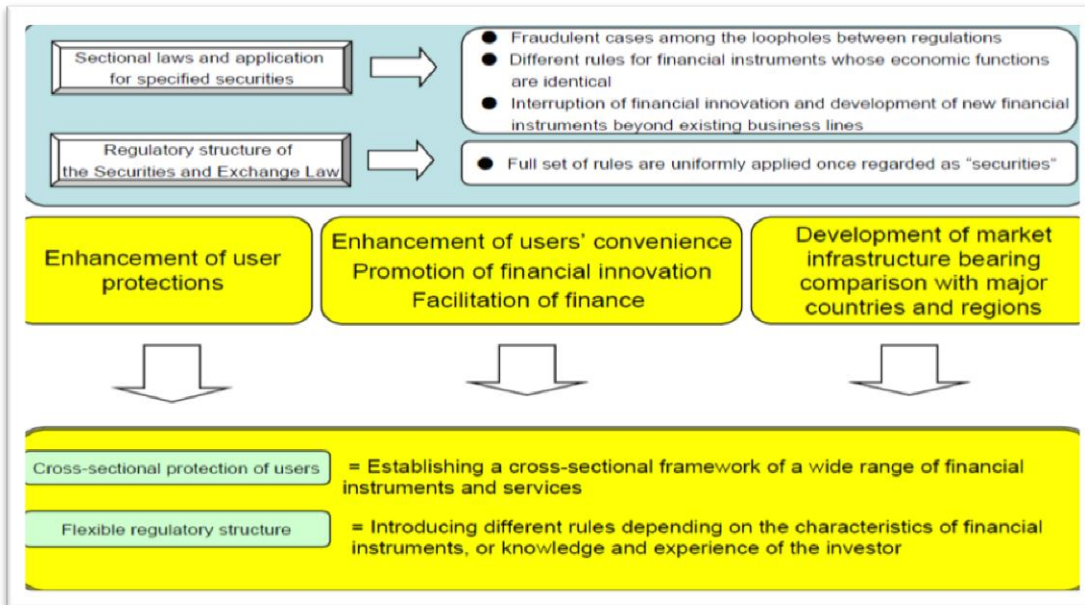 Sectional laws and application
for specified securities
● Fraudulent cases among the loopholes between regulations
● Different rules for financial instruments whose economic functions
are identical
● Interruption of financial innovation and development of new financial
instruments beyond existing business lines
Regulatory structure of
the Securities and Exchange Law
● Full set of rules are uniformly applied once regarded as “securities”
Enhancement of user
protections
Enhancement of users’ convenience
Promotion of financial innovation
Facilitation of finance
Development of market
infrastructure bearing
comparison with major
countries and regions
Cross-sectional protection of users
= Establishing a cross-sectional framework of a wide range of financial
instruments and services
Flexible regulatory structure
= Introducing different rules depending on the characteristics of financial
instruments, or knowledge and experience of the investor